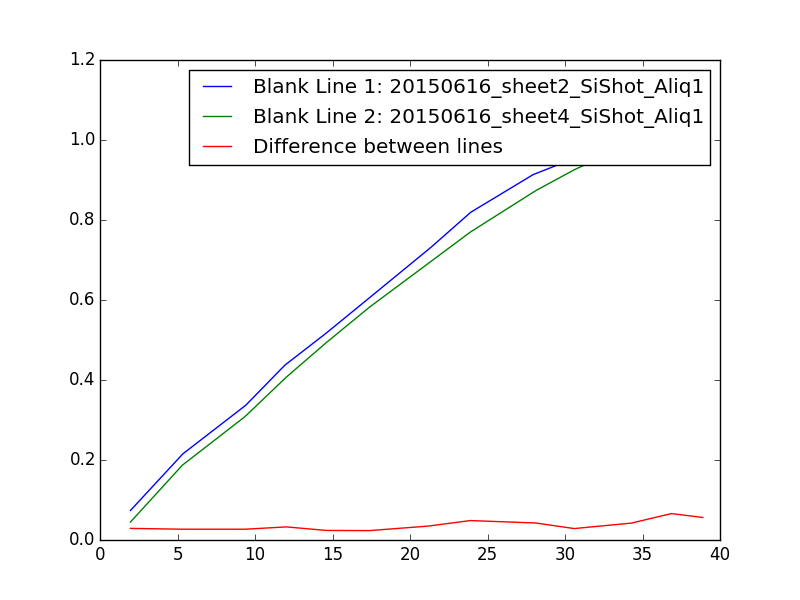 1.2
1.0
0.8
0.6
0.4
0.2
0.0
Blank Line 1: 20150616_sheet2_SiShot_Aliq1
Blank Line 2: 20150616_sheet4_SiShot_Aliq1
Difference between lines
0 5 10 15 20 25 30 35 40